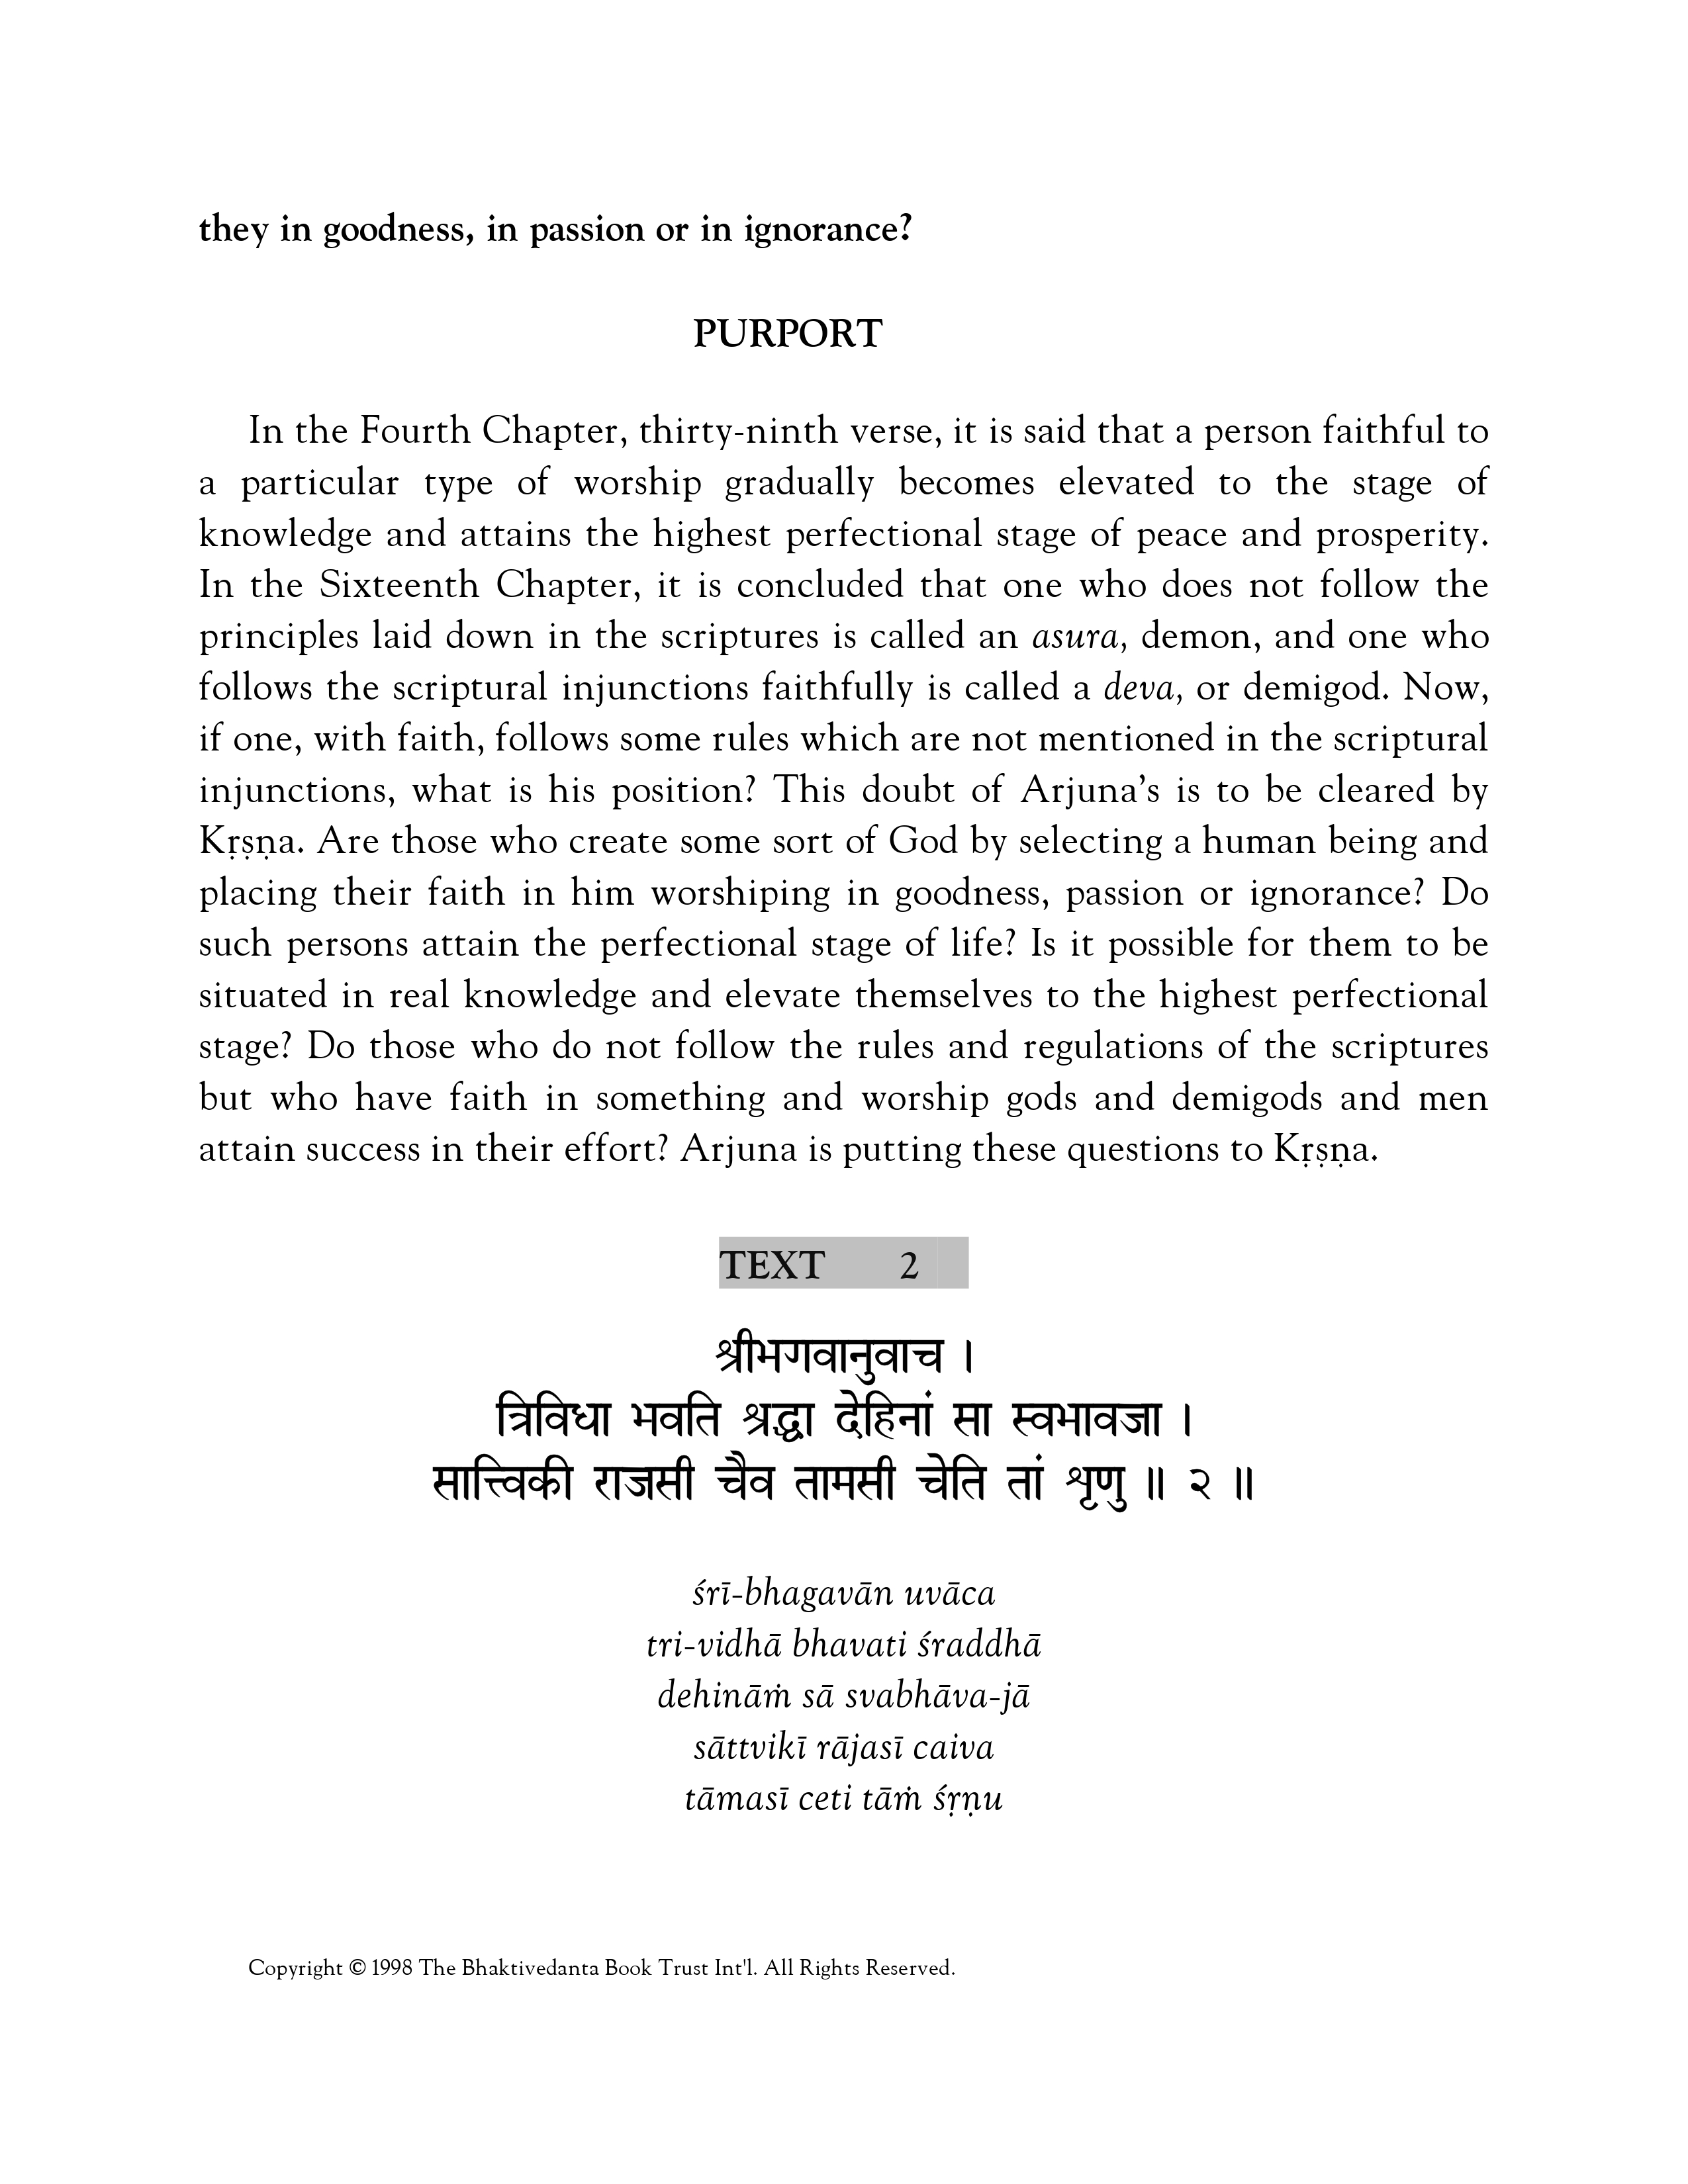 they in goodness, in passion or in ignorance?
PURPORT
In the Fourth Chapter, thirty-ninth verse, it is said that a person faithful to
a particular type of worship gradually becomes elevated to the stage of
knowledge and attains the highest perfectional stage of peace and prosperity.
In the Sixteenth Chapter, it is concluded that one who does not follow the
principles laid down in the scriptures is called an asura, demon, and one who
follows the scriptural injunctions faithfully is called a deva, or demigod. Now,
if one, with faith, follows some rules which are not mentioned in the scriptural
injunctions, what is his position? This doubt of Arjuna’s is to be cleared by
Kṛṣṇa. Are those who create some sort of God by selecting a human being and
placing their faith in him worshiping in goodness, passion or ignorance? Do
such persons attain the perfectional stage of life? Is it possible for them to be
situated in real knowledge and elevate themselves to the highest perfectional
stage? Do those who do not follow the rules and regulations of the scriptures
but who have faith in something and worship gods and demigods and men
attain success in their effort? Arjuna is putting these questions to Kṛṣṇa.
TEXT 2
श्रीभगवानुवाच ।
त्रिविधा भवति श्रद्धा देहिनां सा स्वभावजा ।
सात्त्विकी राजसी चैव तामसी चेति तां शृणु ॥ २ ॥
śrī-bhagavān uvāca
tri-vidhā bhavati śraddhā
dehināṁ sā svabhāva-jā
sāttvikī rājasī caiva
tāmasī ceti tāṁ śṛṇu
Copyright © 1998 The Bhaktivedanta Book Trust Int'l. All Rights Reserved.